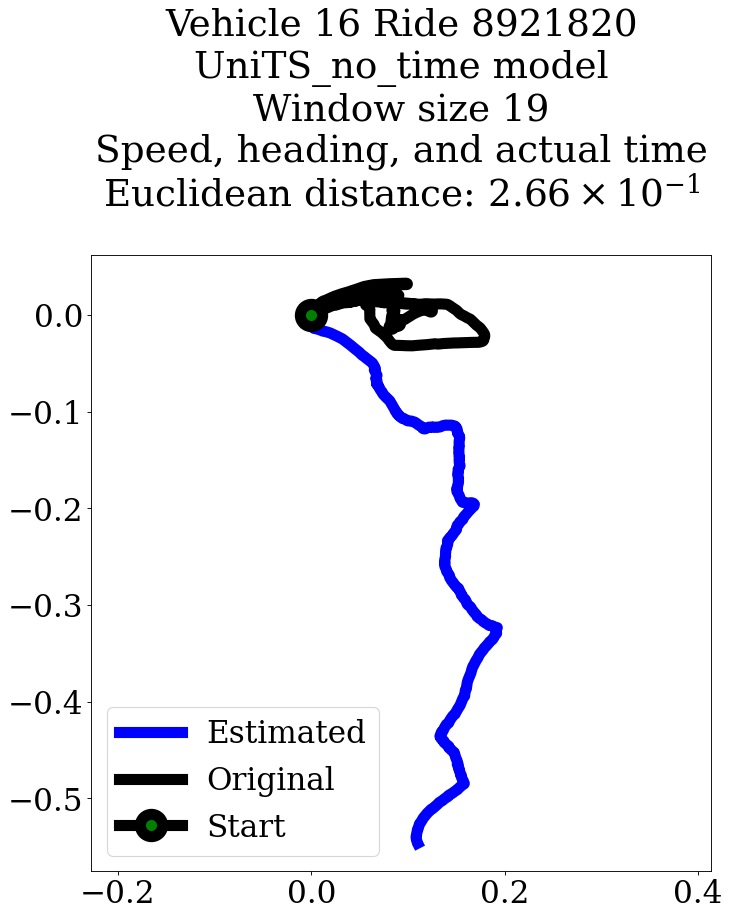 Vehicle 16 Ride 8921820
UniTS_no_time model
Window size 19
Speed, heading, and actual time
Euclidean distance: 2.66 × 10⁻¹
0.0
−0.1
−0.2
−0.3
−0.4
−0.5
Estimated
Original
Start
−0.2 0.0 0.2 0.4